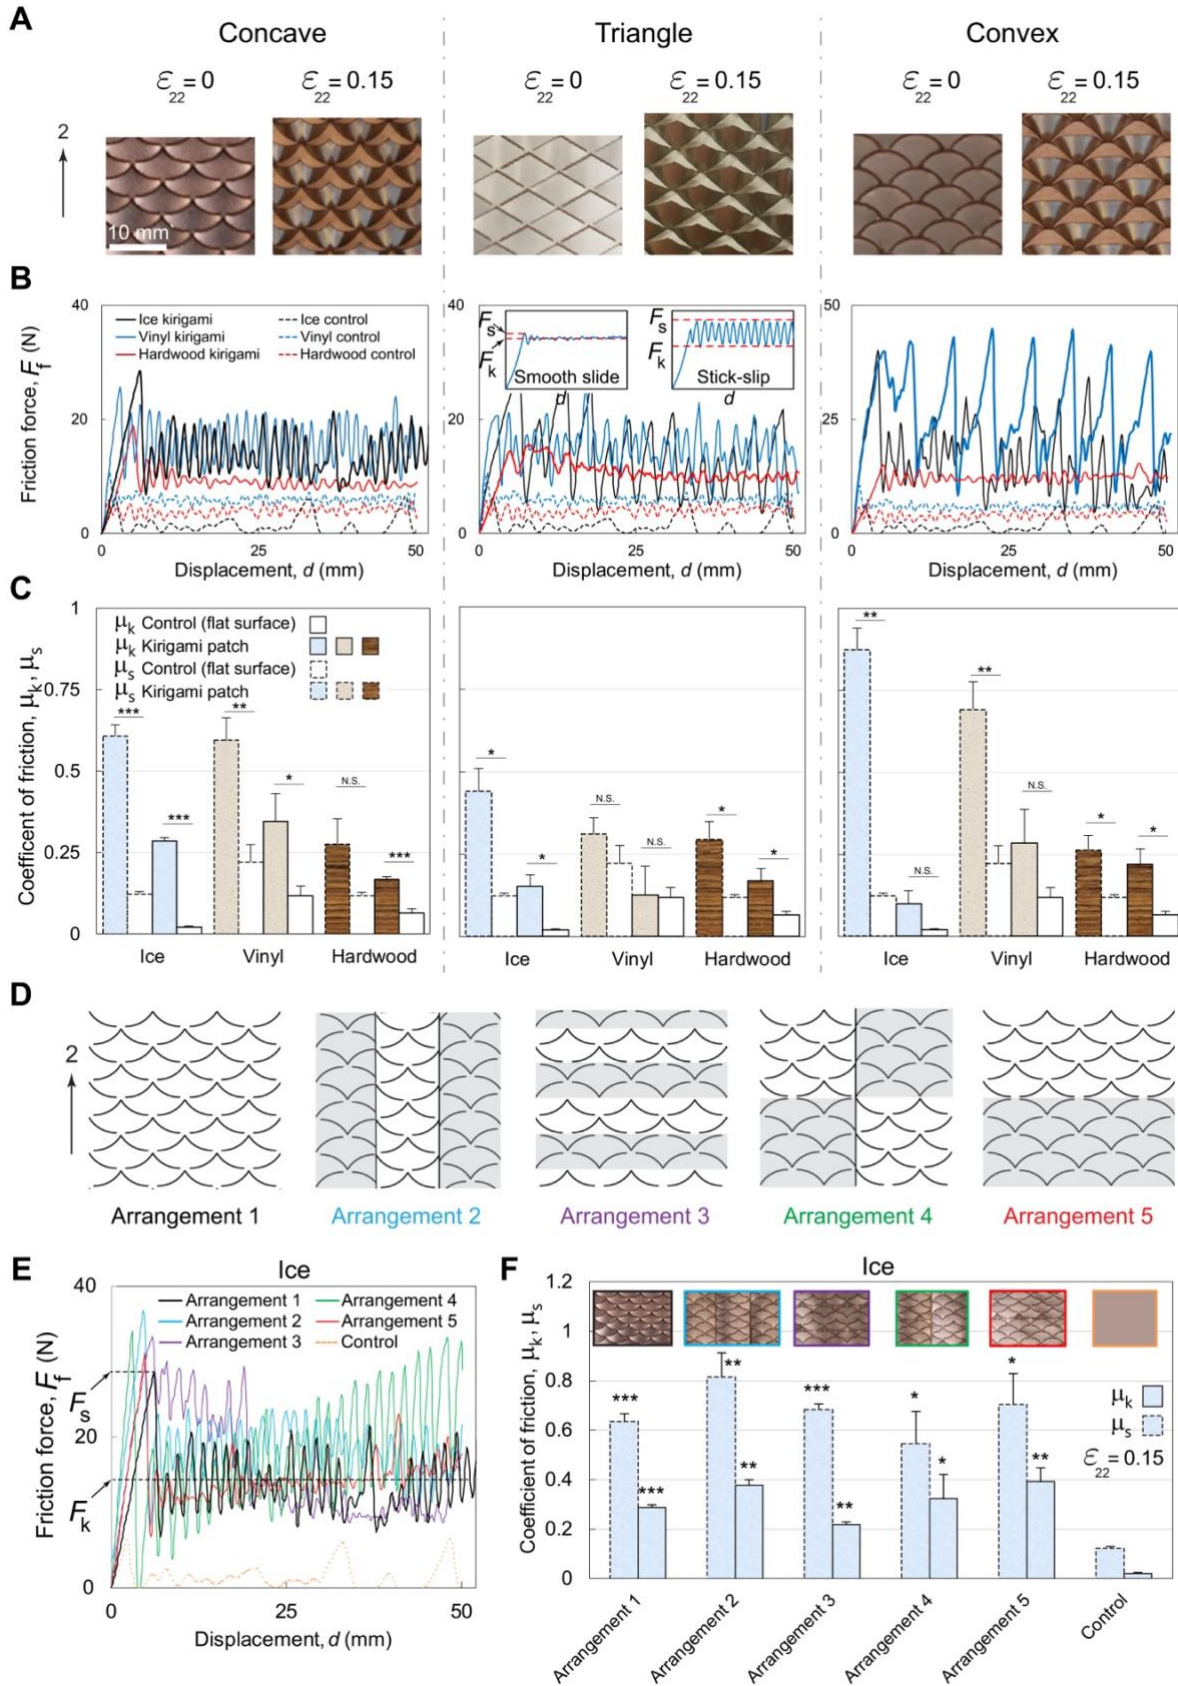 A
Concave
Triangle
Convex
ε22 = 0
ε22 = 0.15
ε22 = 0
ε22 = 0.15
ε22 = 0
ε22 = 0.15
2
10 mm
B
Friction force, Ff (N)
40
20
0
Ice kirigami
Ice control
Vinyl kirigami
Vinyl control
Hardwood kirigami
Hardwood control
0
25
50
Displacement, d (mm)
40
20
0
Fs
Fk
Smooth slide
d
Fs
Fk
Stick-slip
d
0
25
50
Displacement, d (mm)
50
25
0
0
25
50
Displacement, d (mm)
C
Coefficent of friction, μk, μs
1
0.75
0.5
0.25
0
μk Control (flat surface)
μk Kirigami patch
μs Control (flat surface)
μs Kirigami patch
***
***
**
*
N.S.
***
Ice
Vinyl
Hardwood
*
*
N.S.
N.S.
*
*
Ice
Vinyl
Hardwood
**
N.S.
**
N.S.
*
*
Ice
Vinyl
Hardwood
D
2
Arrangement 1
Arrangement 2
Arrangement 3
Arrangement 4
Arrangement 5
E
Ice
Friction force, Ff (N)
40
20
0
Fs
Fk
Arrangement 1
Arrangement 4
Arrangement 2
Arrangement 5
Arrangement 3
Control
0
25
50
Displacement, d (mm)
F
Ice
Coefficient of friction, μk, μs
1.2
1
0.8
0.6
0.4
0.2
0
***
***
**
**
***
**
*
*
*
**
μk
μs
ε22 = 0.15
Arrangement 1
Arrangement 2
Arrangement 3
Arrangement 4
Arrangement 5
Control